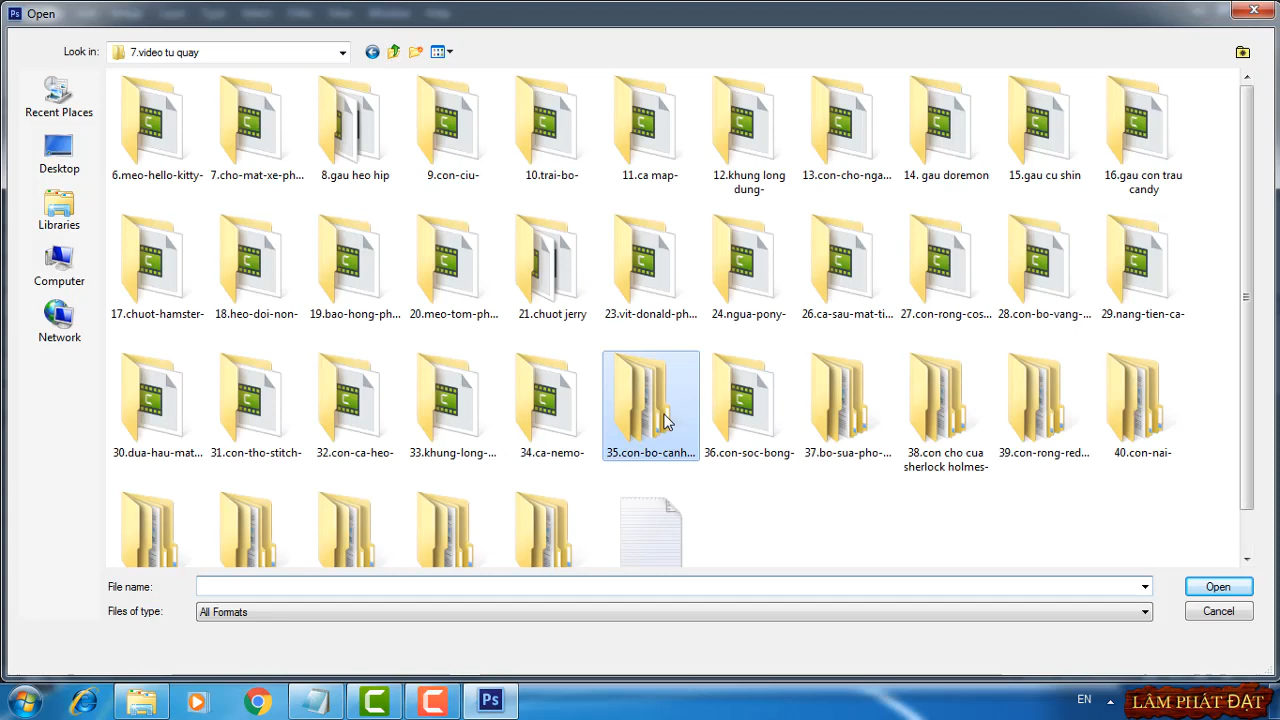 Open
Look in: 7.video tu quay
Recent Places
Desktop
Libraries
Computer
Network
6.meo-hello-kitty- 7.cho-mat-xe-ph... 8.gau heo hip 9.con-ciu- 10.trai-bo- 11.ca map- 12.khung long 13.con-cho-nga... 14. gau doremon 15.gau cu shin 16.gau con trau
dung- candy
17.chuot-hamster- 18.heo-doi-non- 19.bao-hong-ph... 20.meo-tom-ph... 21.chuot jerry 23.vit-donald-ph... 24.ngua-pony- 26.ca-sau-mat-ti... 27.con-rong-cos... 28.con-bo-vang-... 29.nang-tien-ca-
30.dua-hau-mat... 31.con-tho-stitch- 32.con-ca-heo- 33.khung-long-... 34.ca-nemo- 35.con-bo-canh... 36.con-soc-bong- 37.bo-sua-pho-... 38.con cho cua 39.con-rong-red... 40.con-nai-
sherlock holmes-
File name: Open
Files of type: All Formats Cancel
Ps EN LÂM PHÁT ĐẠT